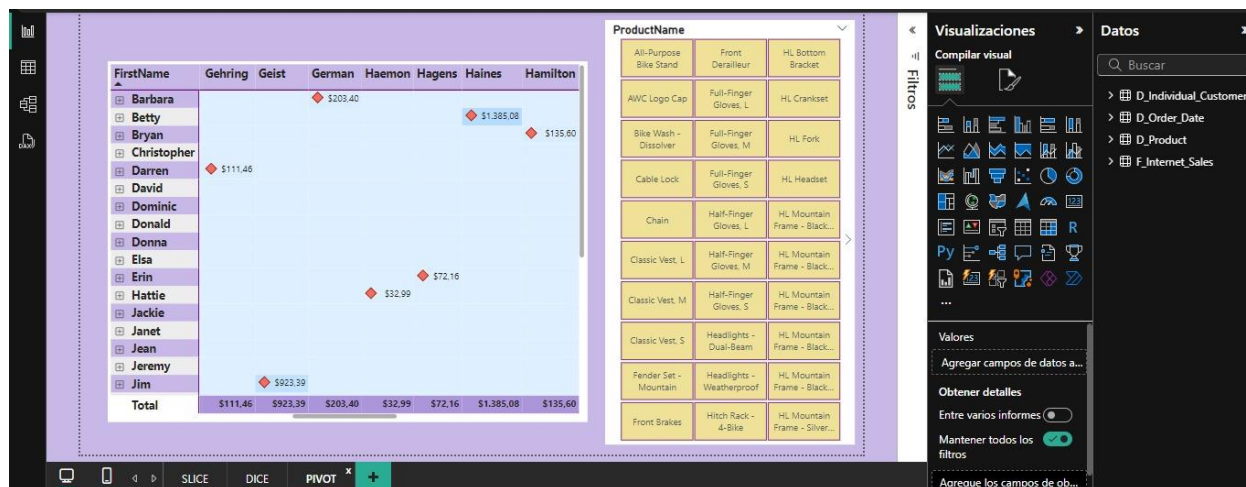 FirstName Gehring Geist German Haemon Hagens Haines Hamilton
Barbara $203,40
Betty $1.385,08
Bryan $135,60
Christopher
Darren $111,46
David
Dominic
Donald
Donna
Elsa
Erin $72,16
Hattie $32,99
Jackie
Janet
Jean
Jeremy
Jim $923,39
Total $111,46 $923,39 $203,40 $32,99 $72,16 $1.385,08 $135,60
ProductName
All-Purpose Front HL Bottom
Bike Stand Derailleur Bracket
AWC Logo Cap Full-Finger HL Crankset
Gloves, L
Bike Wash - Full-Finger HL Fork
Dissolver Gloves, M
Cable Lock Full-Finger HL Headset
Gloves, S
Chain Half-Finger HL Mountain
Gloves, L Frame - Black...
Classic Vest, L Half-Finger HL Mountain
Gloves, M Frame - Black...
Classic Vest, M Half-Finger HL Mountain
Gloves, S Frame - Black...
Classic Vest, S Headlights - HL Mountain
Dual-Beam Frame - Black...
Fender Set - Headlights - HL Mountain
Mountain Weatherproof Frame - Black...
Front Brakes Hitch Rack - HL Mountain
4-Bike Frame - Silver...
Filtros
Visualizaciones
Compilar visual
123
R
Py
123
...
Valores
Agregar campos de datos a...
Obtener detalles
Entre varios informes
Mantener todos los
filtros
Agregue los campos de ob...
Datos
Buscar
D_Individual_Customer
D_Order_Date
D_Product
F_Internet_Sales
SLICE DICE PIVOT x +